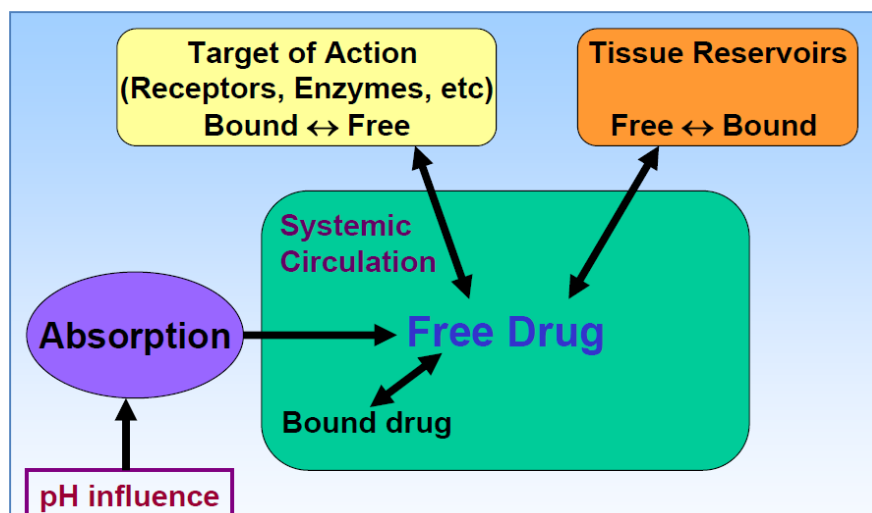 Target of Action
(Receptors, Enzymes, etc)
Bound ↔ Free
Tissue Reservoirs
Free ↔ Bound
Systemic
Circulation
Absorption
Free Drug
Bound drug
pH influence